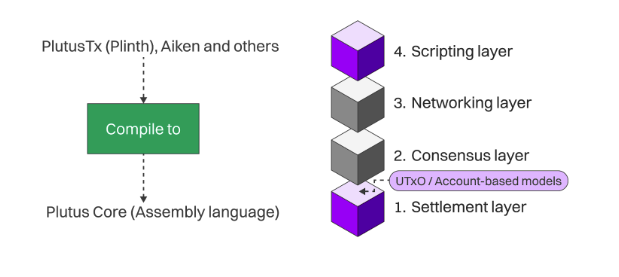 PlutusTx (Plinth), Aiken and others
Compile to
Plutus Core (Assembly language)
4. Scripting layer
3. Networking layer
2. Consensus layer
UTxO / Account-based models
1. Settlement layer